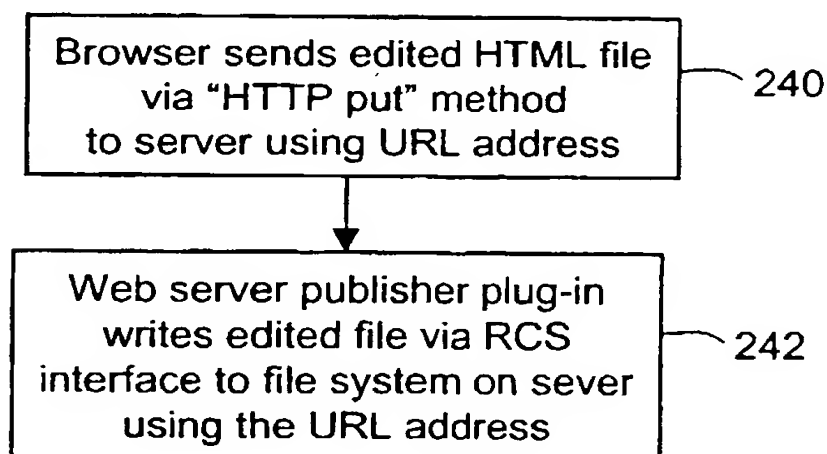 Browser sends edited HTML file
via “HTTP put” method
to server using URL address
240
Web server publisher plug-in
writes edited file via RCS
interface to file system on sever
using the URL address
242